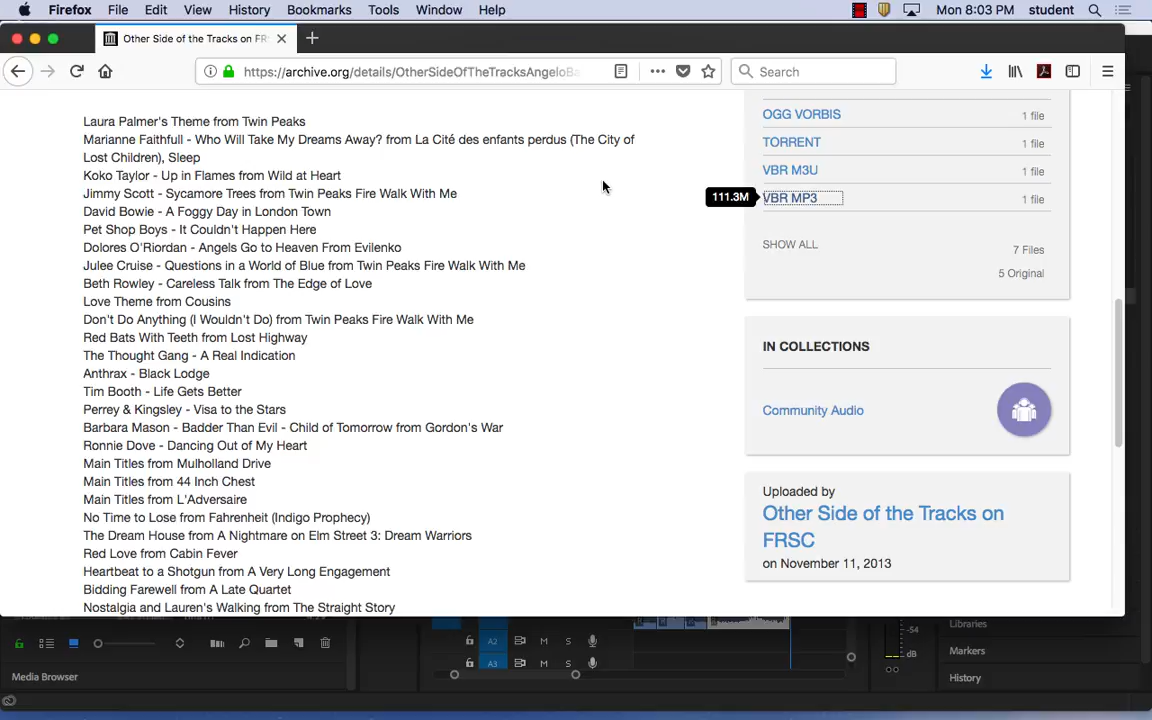 Firefox File Edit View History Bookmarks Tools Window Help Mon 8:03 PM student
Other Side of the Tracks on FR
https://archive.org/details/OtherSideOfTheTracksAngeloBa
Search
Laura Palmer's Theme from Twin Peaks
Marianne Faithfull - Who Will Take My Dreams Away? from La Cité des enfants perdus (The City of
Lost Children), Sleep
Koko Taylor - Up in Flames from Wild at Heart
Jimmy Scott - Sycamore Trees from Twin Peaks Fire Walk With Me
David Bowie - A Foggy Day in London Town
Pet Shop Boys - It Couldn't Happen Here
Dolores O'Riordan - Angels Go to Heaven From Evilenko
Julee Cruise - Questions in a World of Blue from Twin Peaks Fire Walk With Me
Beth Rowley - Careless Talk from The Edge of Love
Love Theme from Cousins
Don't Do Anything (I Wouldn't Do) from Twin Peaks Fire Walk With Me
Red Bats With Teeth from Lost Highway
The Thought Gang - A Real Indication
Anthrax - Black Lodge
Tim Booth - Life Gets Better
Perrey & Kingsley - Visa to the Stars
Barbara Mason - Badder Than Evil - Child of Tomorrow from Gordon's War
Ronnie Dove - Dancing Out of My Heart
Main Titles from Mulholland Drive
Main Titles from 44 Inch Chest
Main Titles from L'Adversaire
No Time to Lose from Fahrenheit (Indigo Prophecy)
The Dream House from A Nightmare on Elm Street 3: Dream Warriors
Red Love from Cabin Fever
Heartbeat to a Shotgun from A Very Long Engagement
Bidding Farewell from A Late Quartet
Nostalgia and Lauren's Walking from The Straight Story
OGG VORBIS 1 file
TORRENT 1 file
VBR M3U 1 file
111.3M VBR MP3 1 file
SHOW ALL 7 Files
5 Original
IN COLLECTIONS
Community Audio
Uploaded by
Other Side of the Tracks on
FRSC
on November 11, 2013
A2 M S
A3 M S
-54
dB
Libraries
Markers
History
Media Browser